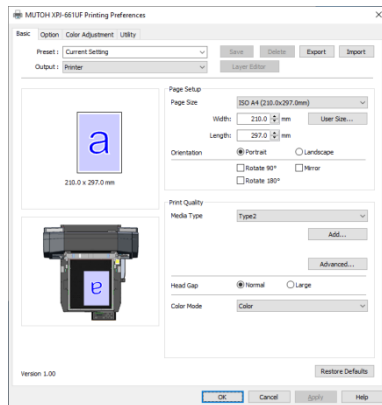 MUTOH XPJ-661UF Printing Preferences
Basic Option Color Adjustment Utility
Preset : Current Setting Save Delete Export Import
Output : Printer Layer Editor
Page Setup
Page Size ISO A4 (210.0x297.0mm)
Width: 210.0 mm User Size...
Length: 297.0 mm
Orientation Portrait Landscape
Rotate 90° Mirror
Rotate 180°
a
210.0 x 297.0 mm
Print Quality
Media Type Type2
Add...
Advanced...
Head Gap Normal Large
Color Mode Color
a
Version 1.00 Restore Defaults
OK Cancel Apply Help